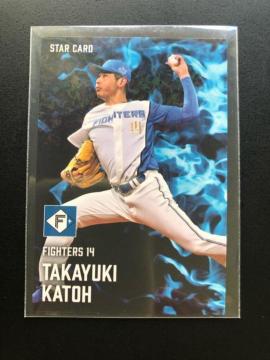 STAR CARD
FIGHTERS
14
F
FIGHTERS 14
TAKAYUKI
KATOH